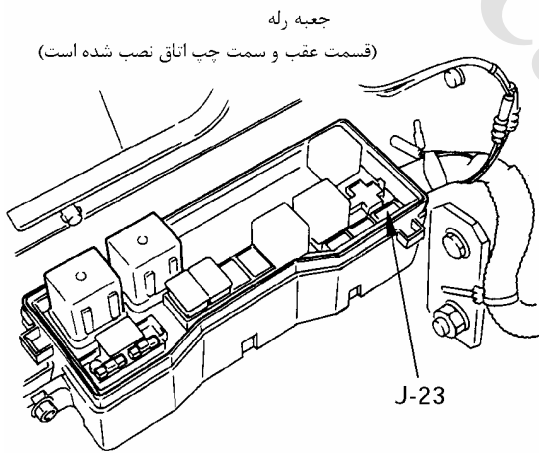 جعبه رله
(قسمت عقب و سمت چپ اتاق نصب شده است)
J-23